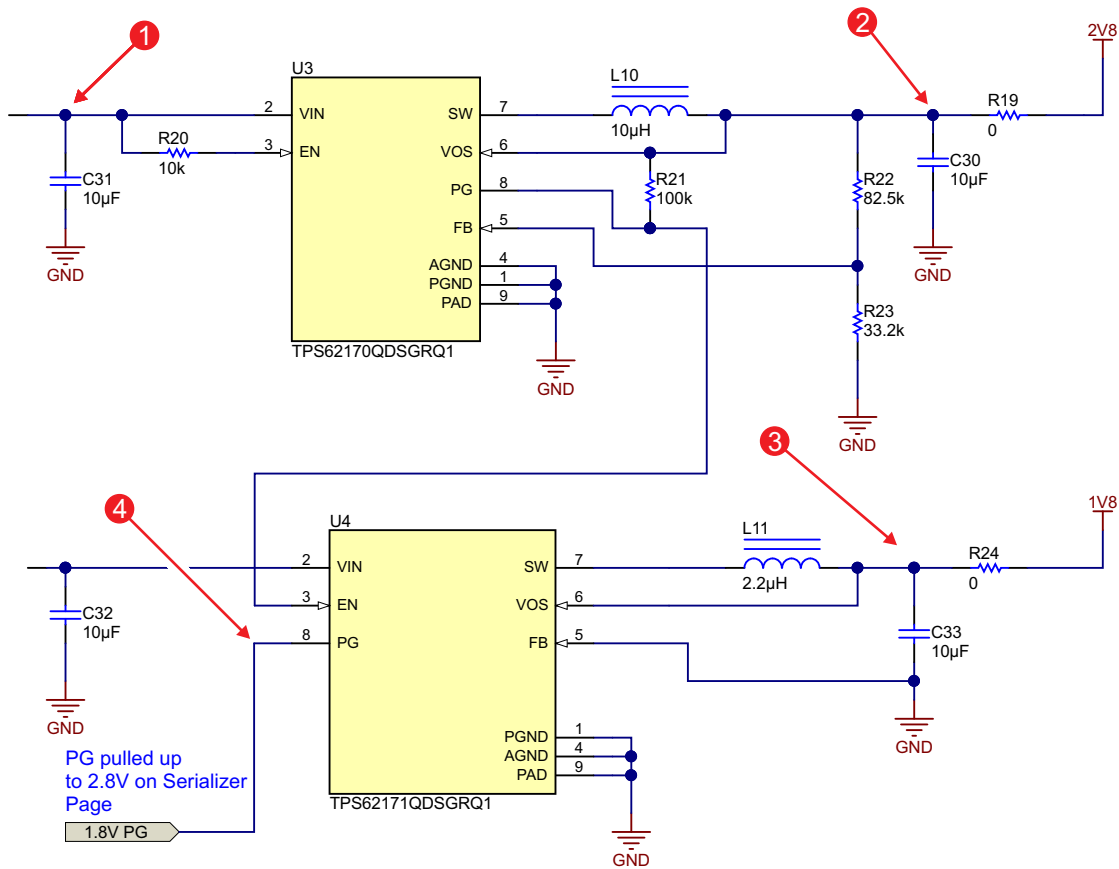 1
2
2V8
U3
L10
R19
2 VIN
SW 7
10µH
0
R20
3 EN
VOS 6
10k
C31
10µF
PG 8
R21
100k
R22
82.5k
C30
10µF
FB 5
GND
AGND 4
PGND 1
PAD 9
GND
R23
33.2k
TPS62170QDSGRQ1
GND
GND
3
4
1V8
U4
L11
R24
2 VIN
SW 7
2.2µH
0
C32
10µF
3 EN
VOS 6
8 PG
FB 5
C33
10µF
GND
PGND 1
AGND 4
PAD 9
GND
PG pulled up
to 2.8V on Serializer
Page
TPS62171QDSGRQ1
1.8V PG
GND